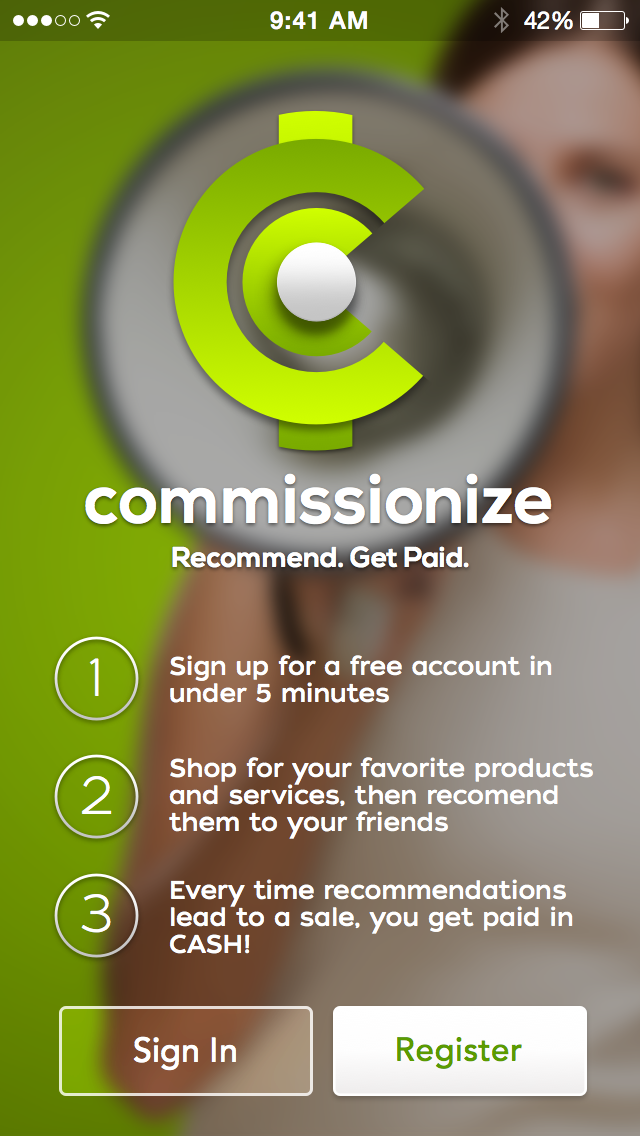 9:41 AM 42%
commissionize
Recommend. Get Paid.
1
Sign up for a free account in
under 5 minutes
2
Shop for your favorite products
and services, then recomend
them to your friends
3
Every time recommendations
lead to a sale, you get paid in
CASH!
Sign In Register